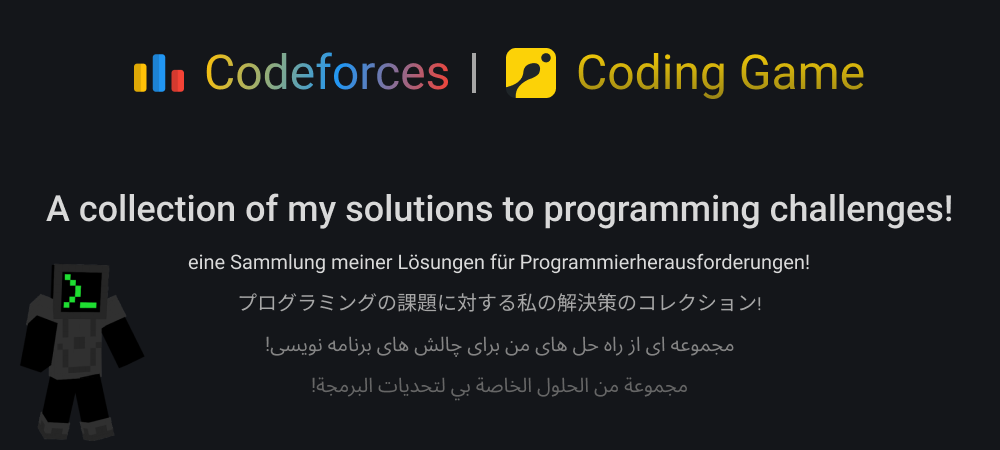 Codeforces | Coding Game
A collection of my solutions to programming challenges!
eine Sammlung meiner Lösungen für Programmierherausforderungen!
プログラミングの課題に対する私の解決策のコレクション!
مجموعه ای از راه حل های من برای چالش های برنامه نویسی!
مجموعة من الحلول الخاصة بي لتحديات البرمجة!